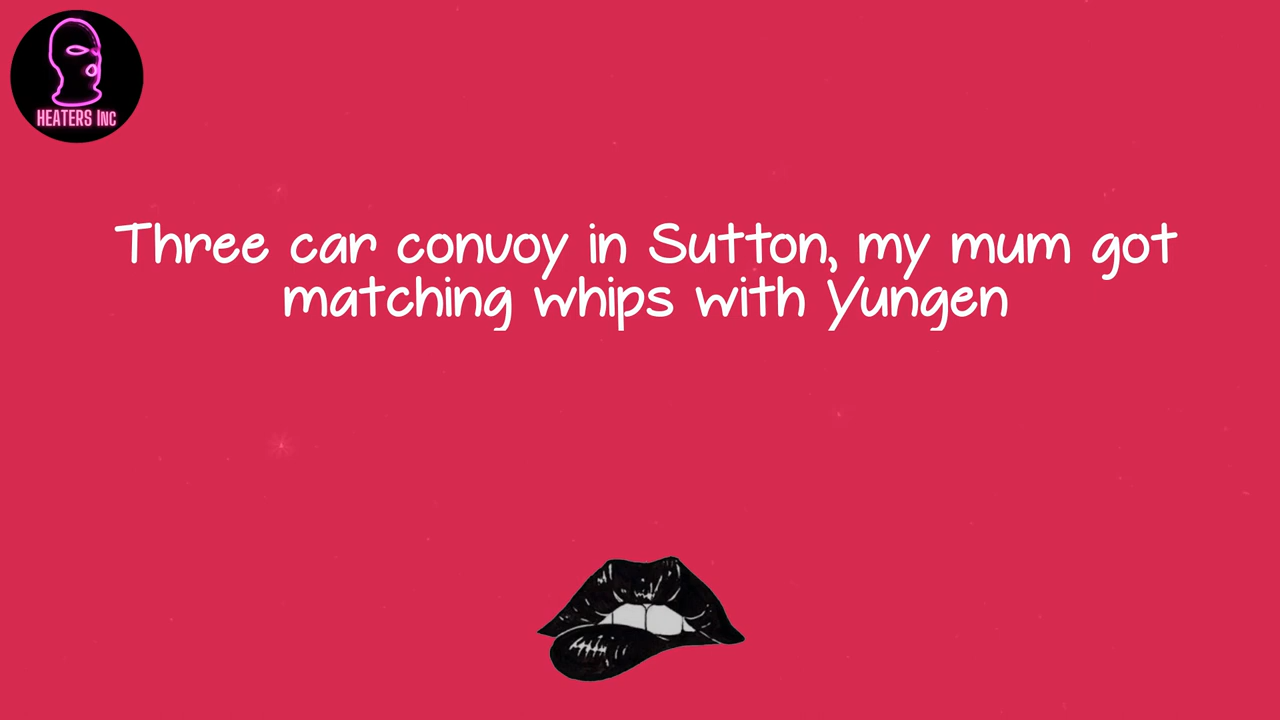 HEATERS INC
Three car convoy in Sutton, my mum got
matching whips with Yungen